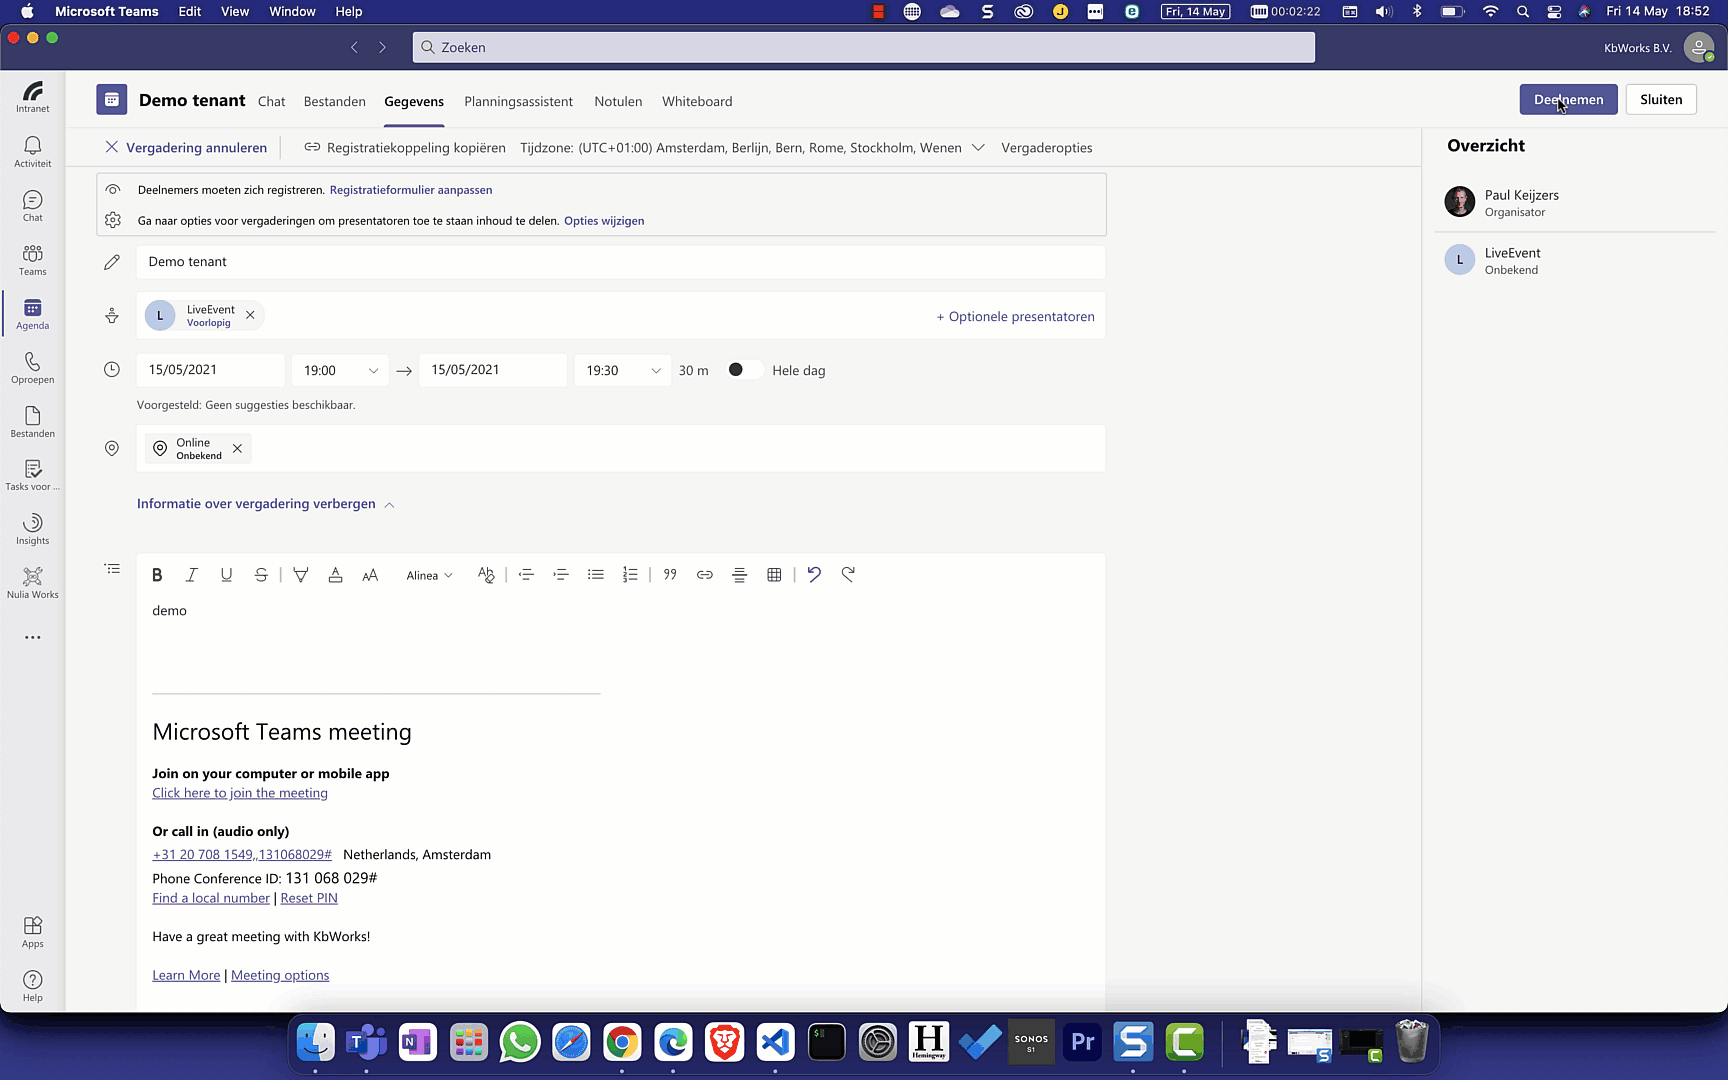 Microsoft Teams Edit View Window Help
Fri, 14 May 00:02:22 Fri 14 May 18:52
Zoeken
KbWorks B.V.
Intranet
Activiteit
Chat
Teams
Agenda
Oproepen
Bestanden
Tasks voor ...
Insights
Nulia Works
Apps
Help
Demo tenant Chat Bestanden Gegevens Planningsassistent Notulen Whiteboard
Deelnemen Sluiten
Vergadering annuleren Registratiekoppeling kopiëren Tijdzone: (UTC+01:00) Amsterdam, Berlijn, Bern, Rome, Stockholm, Wenen Vergaderopties
Deelnemers moeten zich registreren. Registratieformulier aanpassen
Ga naar opties voor vergaderingen om presentatoren toe te staan inhoud te delen. Opties wijzigen
Demo tenant
L LiveEvent
Voorlopig
+ Optionele presentatoren
15/05/2021 19:00 15/05/2021 19:30 30 m Hele dag
Voorgesteld: Geen suggesties beschikbaar.
Online
Onbekend
Informatie over vergadering verbergen
B I U S A AA Alinea Ab
demo
Microsoft Teams meeting
Join on your computer or mobile app
Click here to join the meeting
Or call in (audio only)
+31 20 708 1549,,131068029# Netherlands, Amsterdam
Phone Conference ID: 131 068 029#
Find a local number | Reset PIN
Have a great meeting with KbWorks!
Learn More | Meeting options
Overzicht
Paul Keijzers
Organisator
L LiveEvent
Onbekend
T N $ H Hemingway SONOS S1 Pr S C